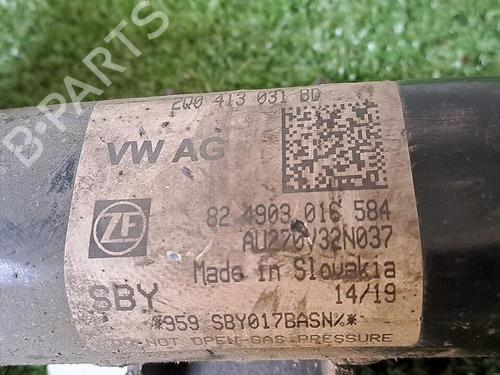 B-PARTS
2Q0 413 031 BD
VW AG
82 4903 016 584
AU270V32N037
ZF
Made in Slovakia
SBY
14/19
*959 SBY017BASN%*
DO NOT OPEN-GAS PRESSURE